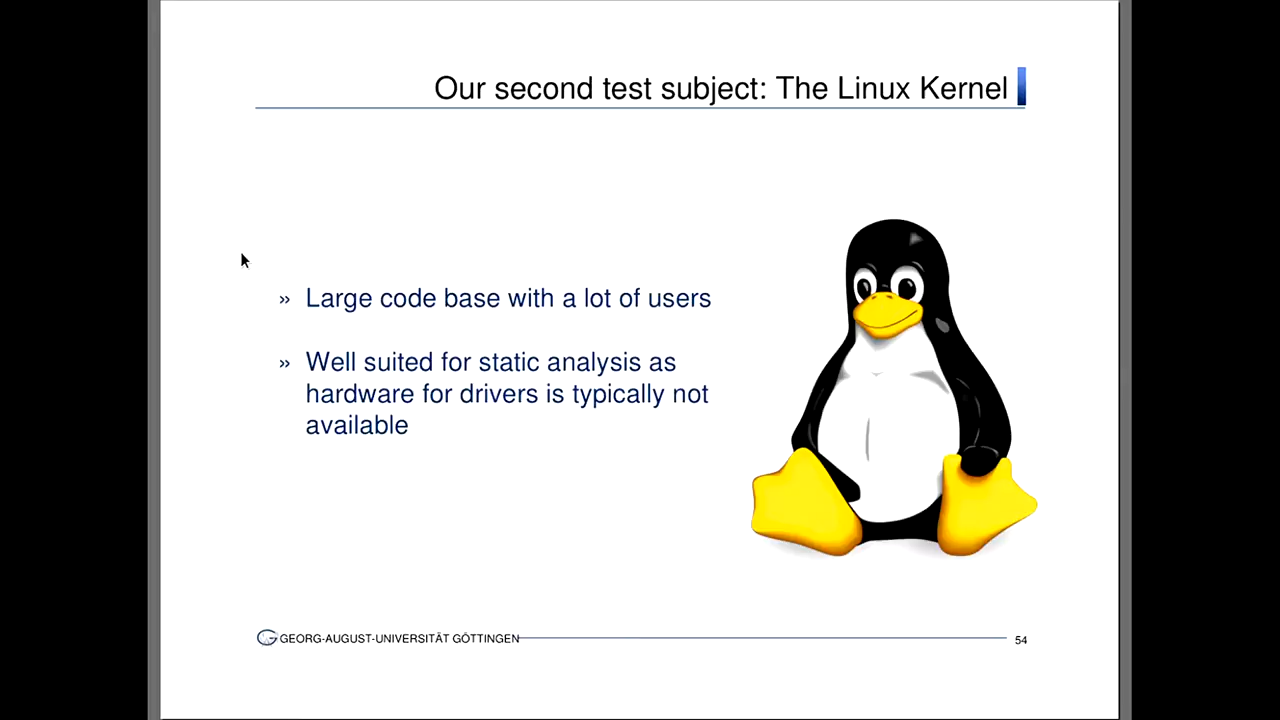 Our second test subject: The Linux Kernel
» Large code base with a lot of users
» Well suited for static analysis as
hardware for drivers is typically not
available
GEORG-AUGUST-UNIVERSITÄT GÖTTINGEN
54